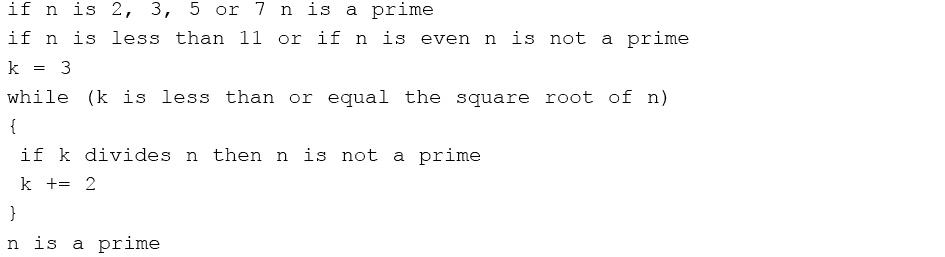 if n is 2, 3, 5 or 7 n is a prime
if n is less than 11 or if n is even n is not a prime
k = 3
while (k is less than or equal the square root of n)
{
 if k divides n then n is not a prime
 k += 2
}
n is a prime